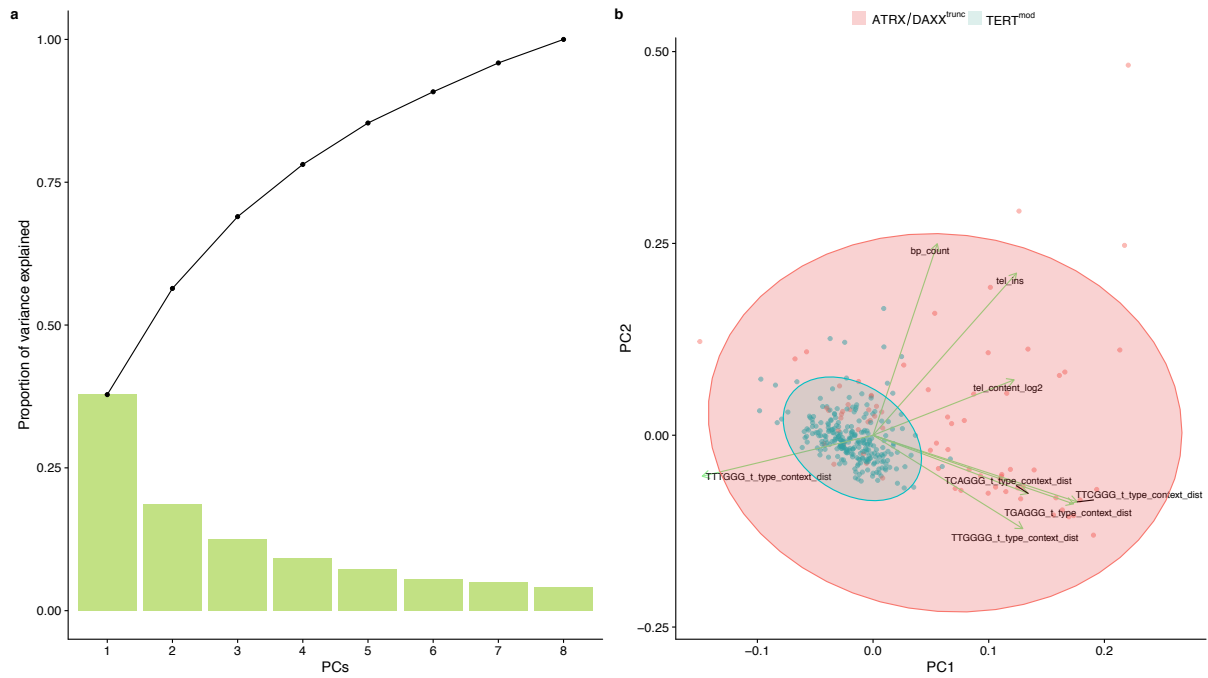 a
1.00
0.75
0.50
0.25
0.00
Proportion of variance explained
1 2 3 4 5 6 7 8
PCs
b
ATRX/DAXXtrunc TERTmod
0.50
0.25
0.00
−0.25
PC2
bp_count
tel_ins
tel_content_log2
TTTGGG_t_type_context_dist
TCAGGG_t_type_context_dist
TTCGGG_t_type_context_dist
TGAGGG_t_type_context_dist
TTGGGG_t_type_context_dist
−0.1 0.0 0.1 0.2
PC1